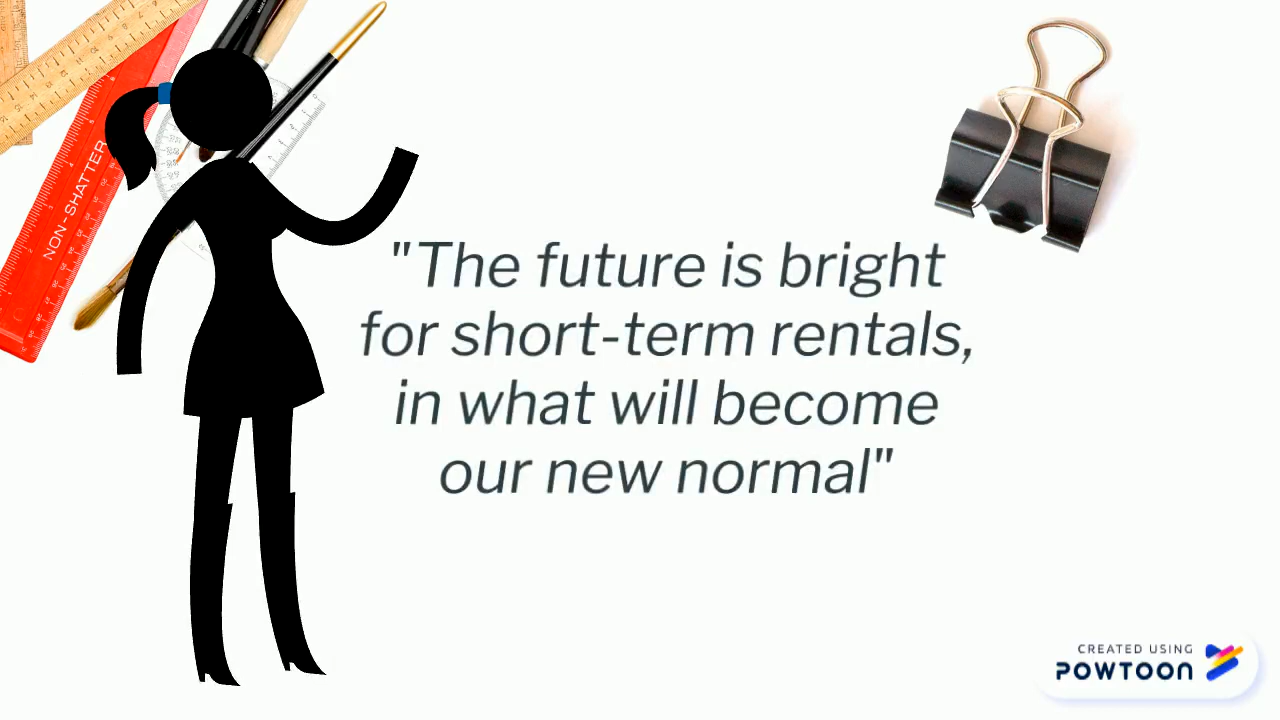 NON-SHATTER
"The future is bright
for short-term rentals,
in what will become
our new normal"
CREATED USING
POWTOON